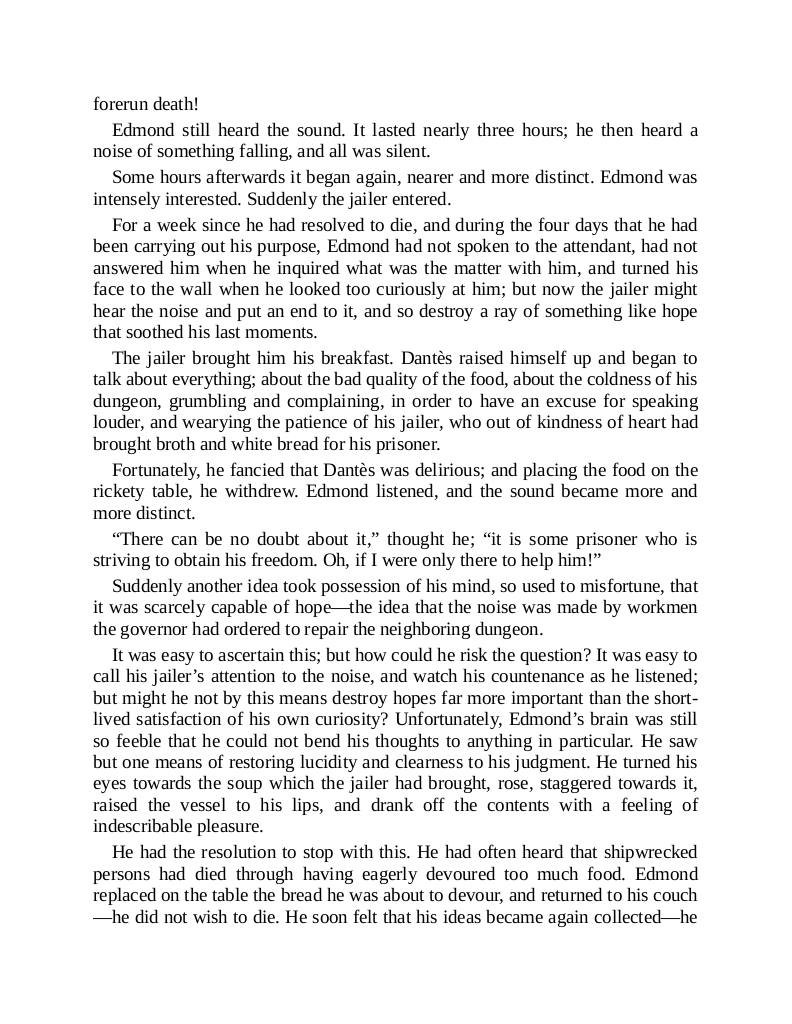 forerun death!
Edmond still heard the sound. It lasted nearly three hours; he then heard a
noise of something falling, and all was silent.
Some hours afterwards it began again, nearer and more distinct. Edmond was
intensely interested. Suddenly the jailer entered.
For a week since he had resolved to die, and during the four days that he had
been carrying out his purpose, Edmond had not spoken to the attendant, had not
answered him when he inquired what was the matter with him, and turned his
face to the wall when he looked too curiously at him; but now the jailer might
hear the noise and put an end to it, and so destroy a ray of something like hope
that soothed his last moments.
The jailer brought him his breakfast. Dantès raised himself up and began to
talk about everything; about the bad quality of the food, about the coldness of his
dungeon, grumbling and complaining, in order to have an excuse for speaking
louder, and wearying the patience of his jailer, who out of kindness of heart had
brought broth and white bread for his prisoner.
Fortunately, he fancied that Dantès was delirious; and placing the food on the
rickety table, he withdrew. Edmond listened, and the sound became more and
more distinct.
“There can be no doubt about it,” thought he; “it is some prisoner who is
striving to obtain his freedom. Oh, if I were only there to help him!”
Suddenly another idea took possession of his mind, so used to misfortune, that
it was scarcely capable of hope—the idea that the noise was made by workmen
the governor had ordered to repair the neighboring dungeon.
It was easy to ascertain this; but how could he risk the question? It was easy to
call his jailer’s attention to the noise, and watch his countenance as he listened;
but might he not by this means destroy hopes far more important than the short-
lived satisfaction of his own curiosity? Unfortunately, Edmond’s brain was still
so feeble that he could not bend his thoughts to anything in particular. He saw
but one means of restoring lucidity and clearness to his judgment. He turned his
eyes towards the soup which the jailer had brought, rose, staggered towards it,
raised the vessel to his lips, and drank off the contents with a feeling of
indescribable pleasure.
He had the resolution to stop with this. He had often heard that shipwrecked
persons had died through having eagerly devoured too much food. Edmond
replaced on the table the bread he was about to devour, and returned to his couch
—he did not wish to die. He soon felt that his ideas became again collected—he